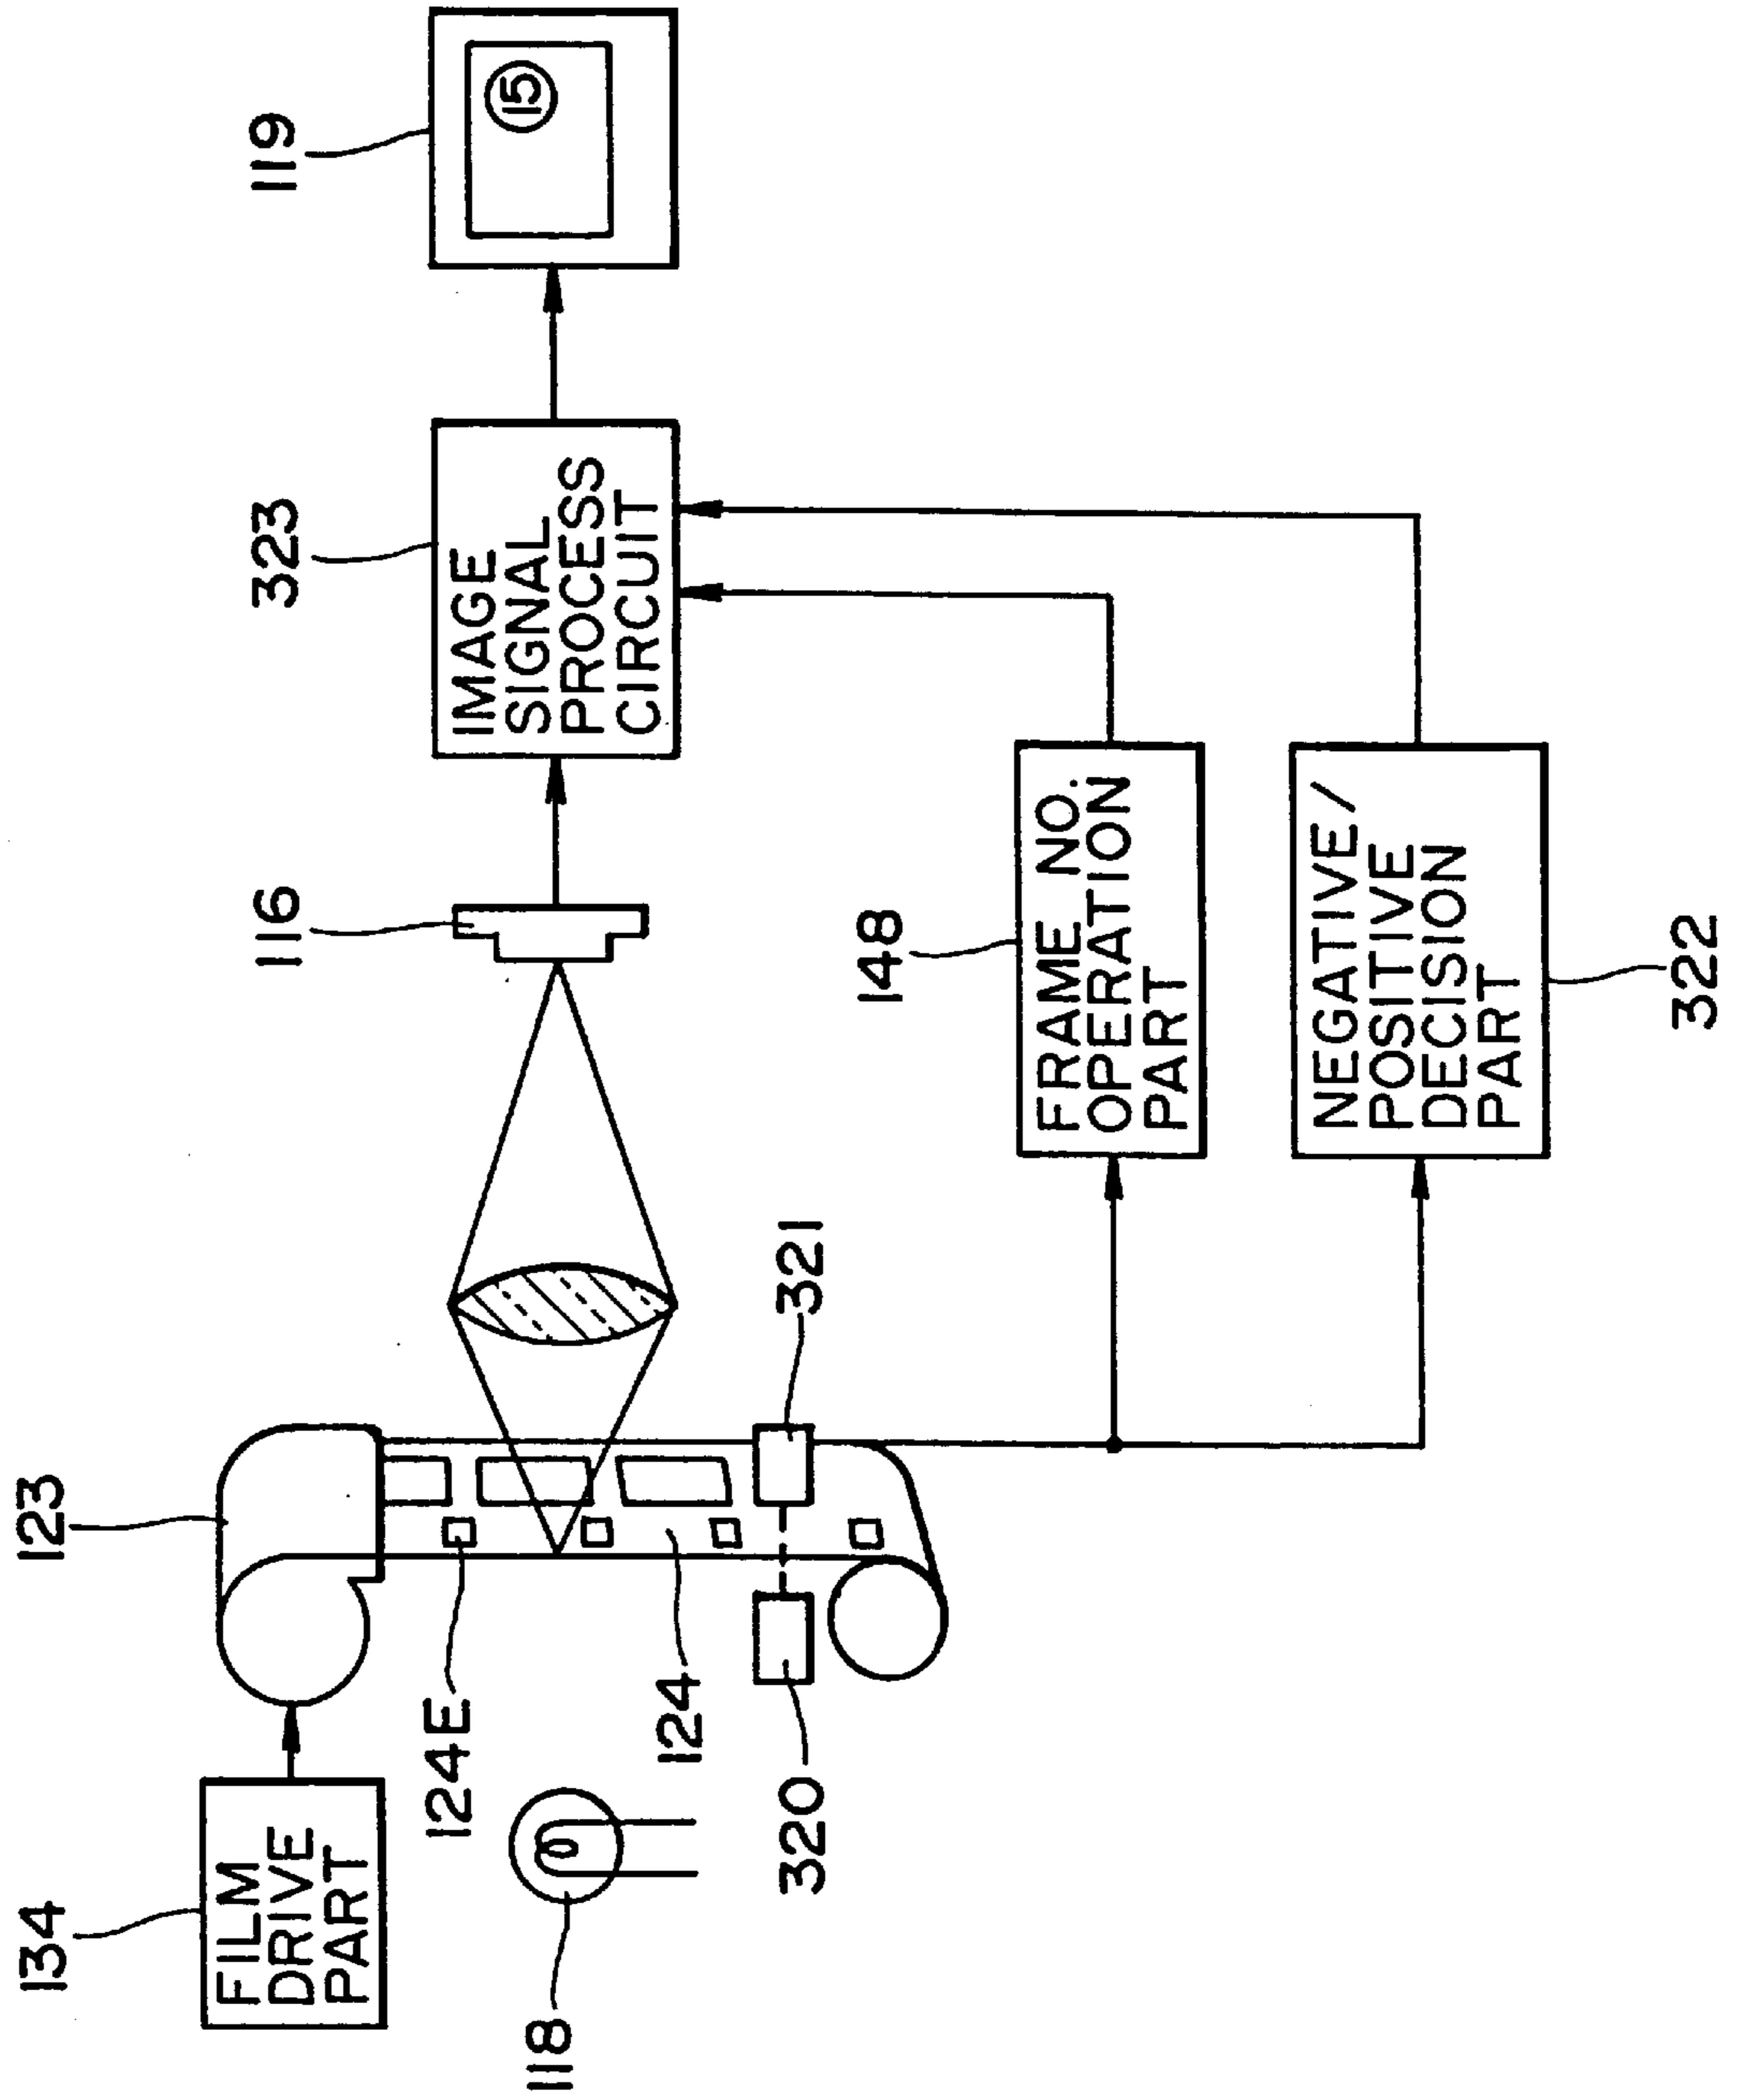 134
FILM
DRIVE
PART
123
118
124E
124
320
321
116
323
IMAGE
SIGNAL
PROCESS
CIRCUIT
119
15
148
FRAME NO.
OPERATION
PART
NEGATIVE/
POSITIVE
DECISION
PART
322